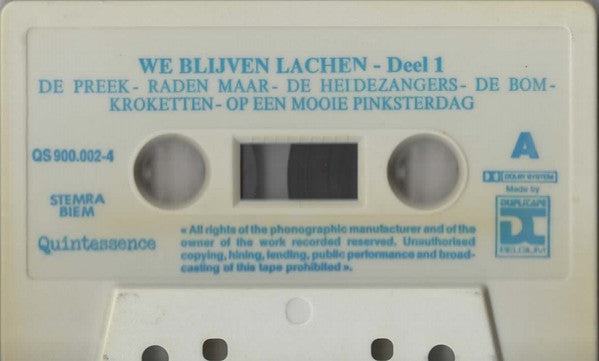 WE BLIJVEN LACHEN - Deel 1
DE PREEK - RADEN MAAR - DE HEIDEZANGERS - DE BOM -
KROKETTEN - OP EEN MOOIE PINKSTERDAG
QS 900.002-4
A
DOLBY SYSTEM
STEMRA
BIEM
Made by
DUPLITAPE
BELGIUM
Quintessence
« All rights of the phonographic manufacturer and of the
owner of the work recorded reserved. Unauthorised
copying, hining, lending, public performance and broad-
casting of this tape prohibited ».